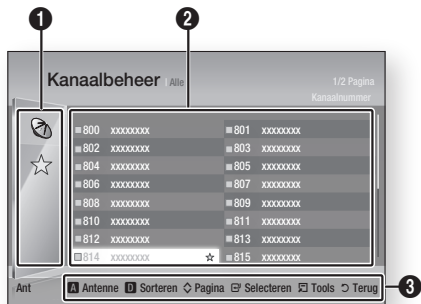 1 2
Kanaalbeheer Alle
1/2 Pagina
Kanaalnummer
800 xxxxxxxx 801 xxxxxxxx
802 xxxxxxxx 803 xxxxxxxx
804 xxxxxxxx 805 xxxxxxxx
806 xxxxxxxx 807 xxxxxxxx
808 xxxxxxxx 809 xxxxxxxx
810 xxxxxxxx 811 xxxxxxxx
812 xxxxxxxx 813 xxxxxxxx
814 xxxxxxxx 815 xxxxxxxx
Ant A Antenne D Sorteren Pagina Selecteren Tools Terug 3